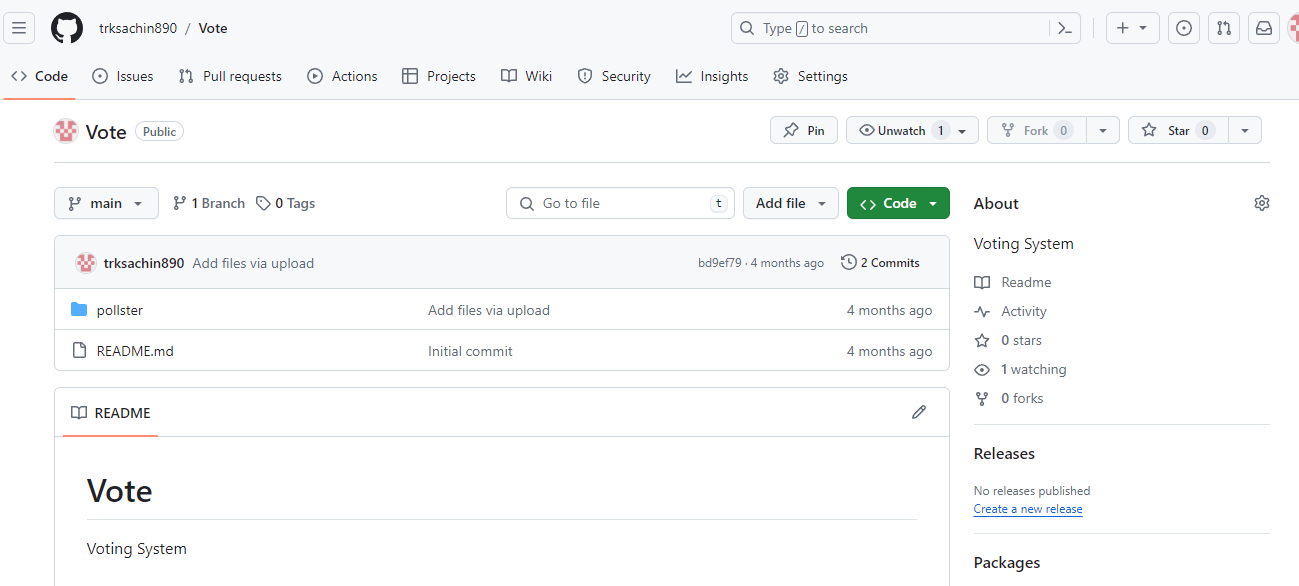 trksachin890 / Vote
Type / to search
Code Issues Pull requests Actions Projects Wiki Security Insights Settings
Vote Public
Pin Unwatch 1 Fork 0 Star 0
main 1 Branch 0 Tags Go to file t Add file Code
trksachin890 Add files via upload bd9ef79 · 4 months ago 2 Commits
pollster Add files via upload 4 months ago
README.md Initial commit 4 months ago
README
Vote
Voting System
About
Voting System
Readme
Activity
0 stars
1 watching
0 forks
Releases
No releases published
Create a new release
Packages